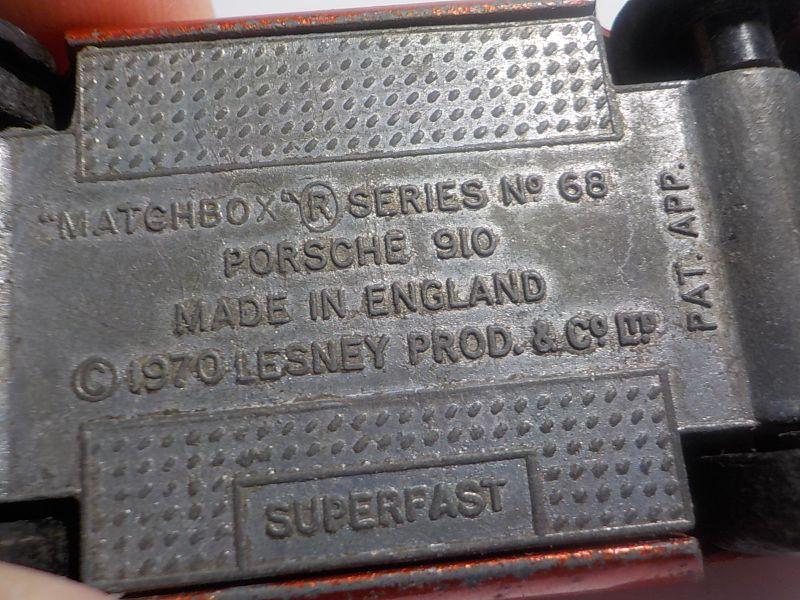 "MATCHBOX" ® SERIES Nº 68
PORSCHE 910
MADE IN ENGLAND
© 1970 LESNEY PROD. & Cº LTD
PAT. APP.
SUPERFAST